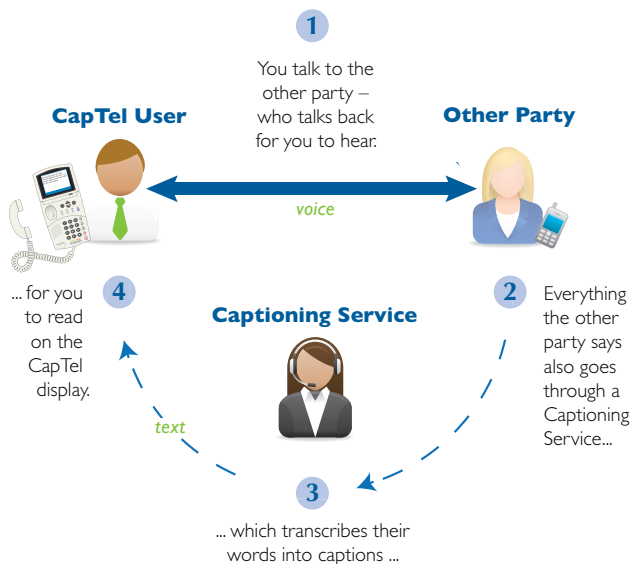 1
You talk to the
other party –
who talks back
for you to hear.
CapTel User
Other Party
voice
2
Everything
the other
party says
also goes
through a
Captioning
Service...
Captioning Service
3
... which transcribes their
words into captions ...
text
4
... for you
to read
on the
CapTel
display.